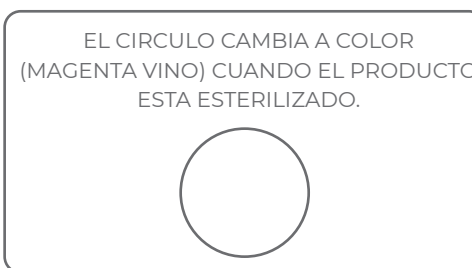 EL CIRCULO CAMBIA A COLOR
(MAGENTA VINO) CUANDO EL PRODUCTO
ESTA ESTERILIZADO.